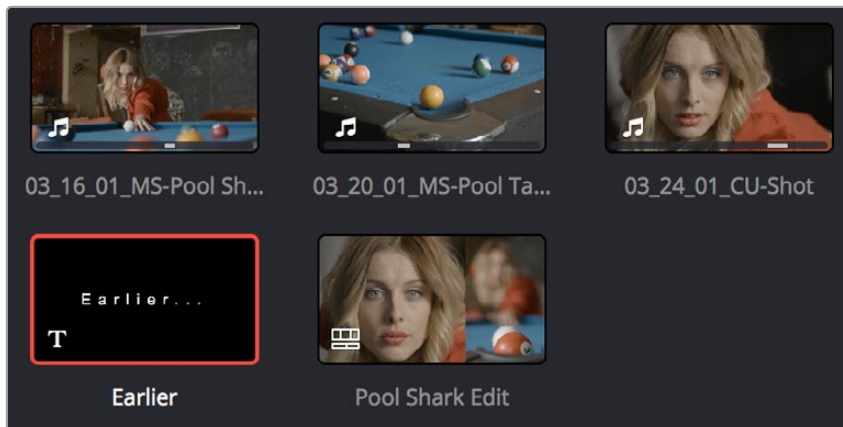 03_16_01_MS-Pool Sh...
03_20_01_MS-Pool Ta...
03_24_01_CU-Shot
Earlier...
T
Earlier
Pool Shark Edit